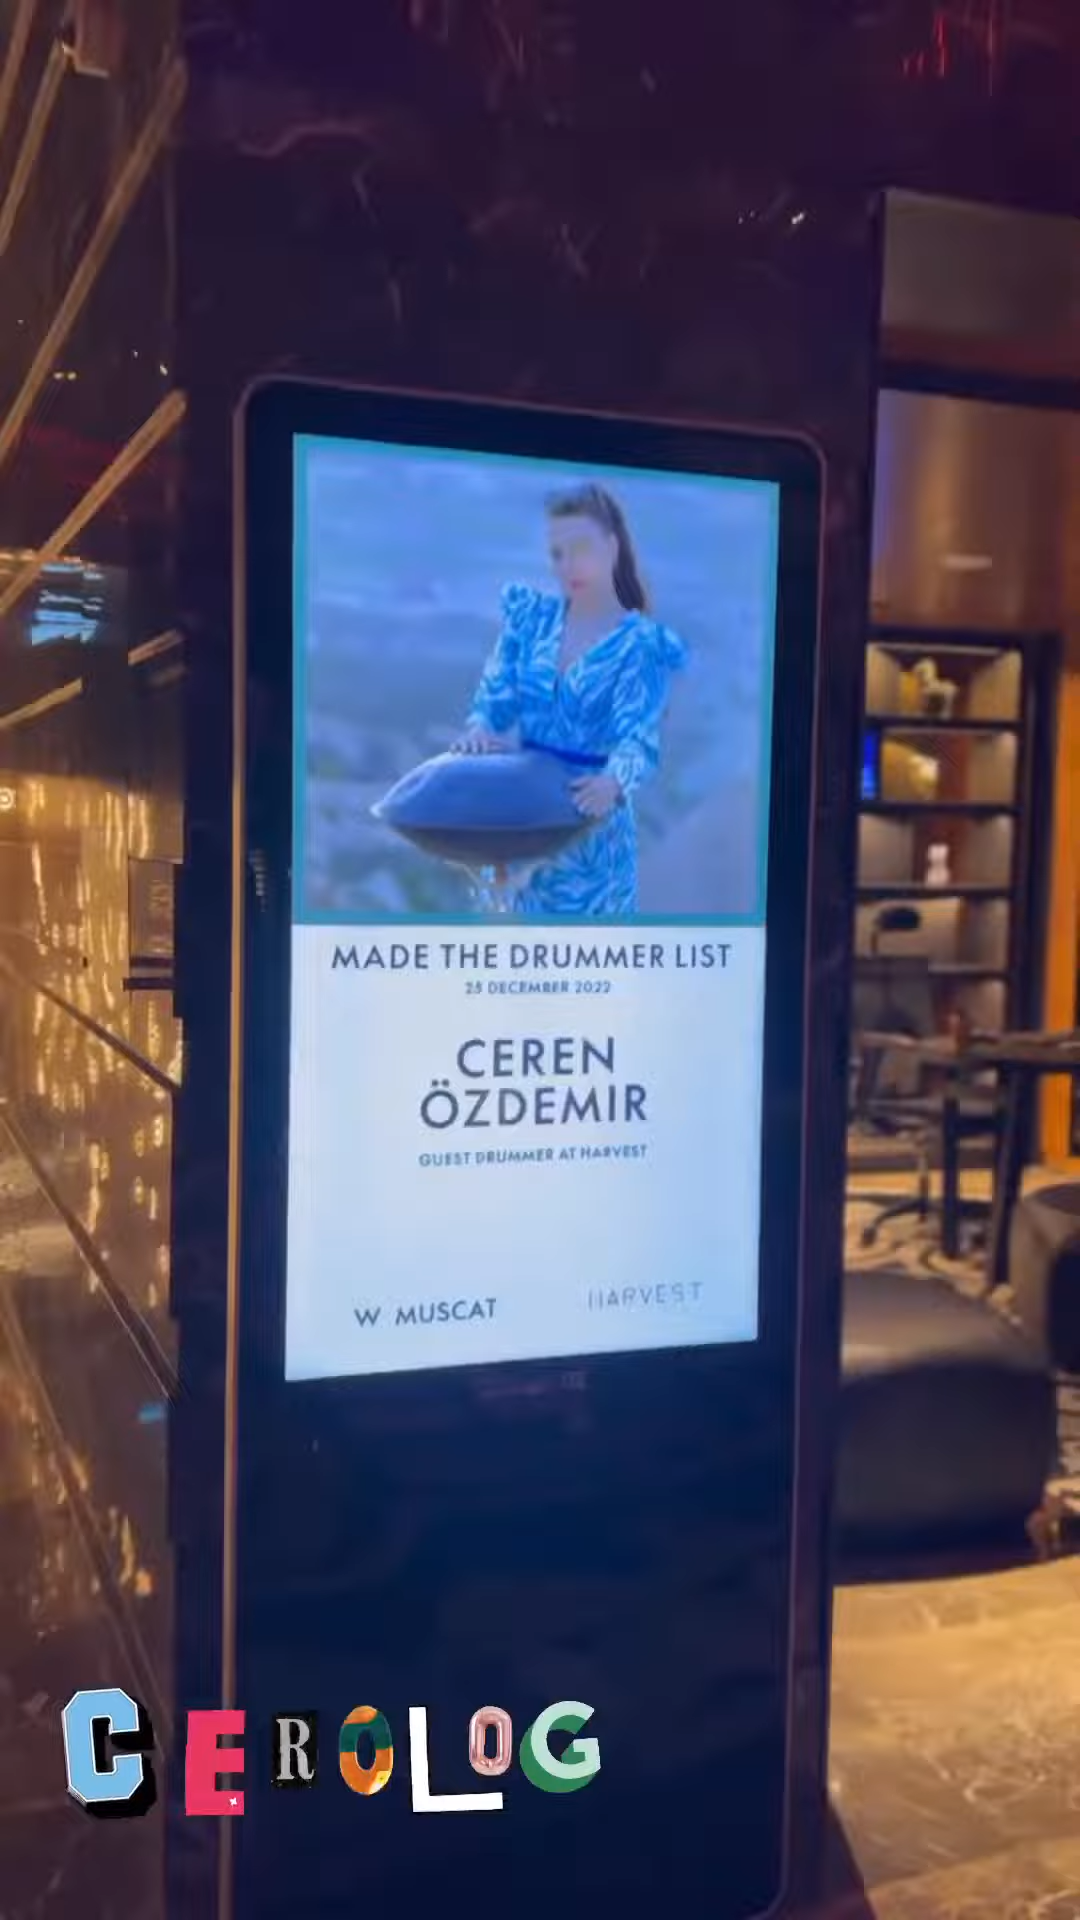 MADE THE DRUMMER LIST
25 DECEMBER 2022
CEREN
ÖZDEMIR
GUEST DRUMMER AT HARVEST
W MUSCAT
HARVEST
CEROLOG